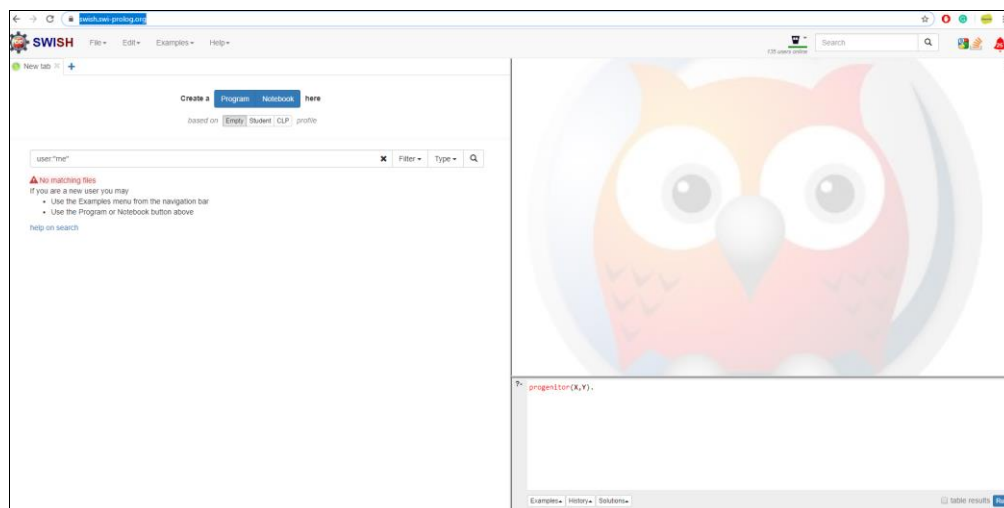 swish.swi-prolog.org
SWISH File Edit Examples Help 135 users online Search
New tab
Create a Program Notebook here
based on Empty Student CLP profile
user:"me" Filter Type
No matching files
If you are a new user you may
Use the Examples menu from the navigation bar
Use the Program or Notebook button above
help on search
?- progenitor(X,Y).
Examples History Solutions table results